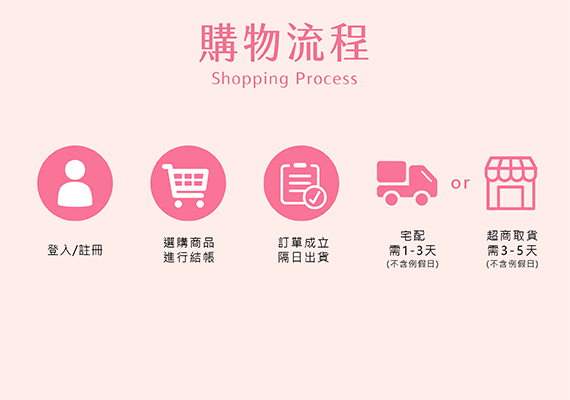 購物流程
Shopping Process
登入/註冊
選購商品
進行結帳
訂單成立
隔日出貨
宅配
需1-3天
(不含例假日)
or
超商取貨
需3-5天
(不含例假日)